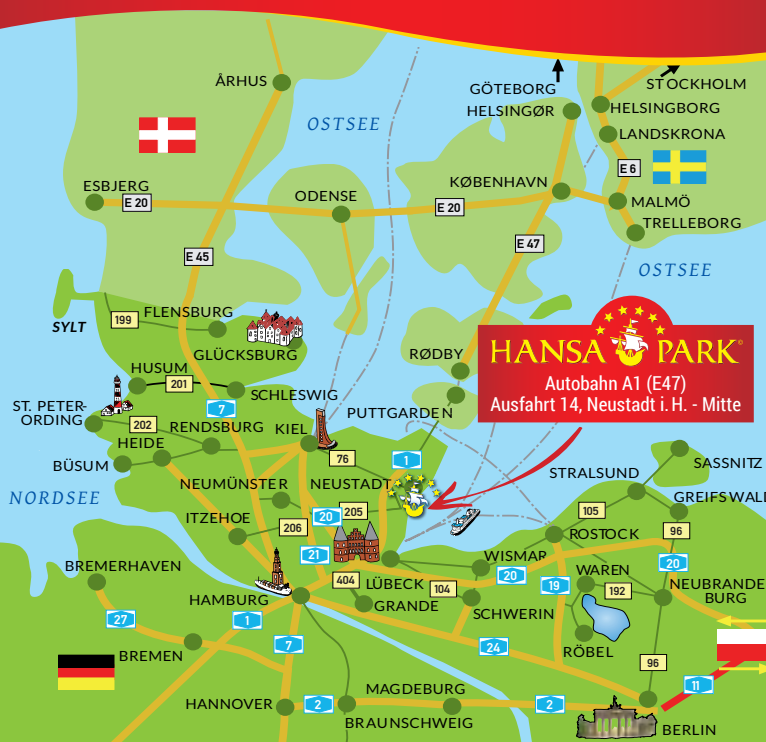 ÅRHUS
GÖTEBORG
HELSINGØR
STOCKHOLM
HELSINGBORG
LANDSKRONA
OSTSEE
E 6
ESBJERG
E 20
ODENSE
E 20
KØBENHAVN
MALMÖ
TRELLEBORG
E 45
E 47
OSTSEE
SYLT
199
FLENSBURG
GLÜCKSBURG
RØDBY
HANSA PARK®
Autobahn A1 (E47)
Ausfahrt 14, Neustadt i. H. - Mitte
HUSUM
201
SCHLESWIG
7
PUTTGARDEN
ST. PETER-
ORDING
202
RENDSBURG
KIEL
HEIDE
BÜSUM
76
1
STRALSUND
SASSNITZ
NORDSEE
NEUMÜNSTER
NEUSTADT
GREIFSWALD
ITZEHOE
206
20
205
105
ROSTOCK
96
21
BREMERHAVEN
WISMAR
20
19
WAREN
20
404
LÜBECK
104
192
NEUBRANDE
BURG
HAMBURG
GRANDE
SCHWERIN
27
1
7
24
RÖBEL
BREMEN
96
11
HANNOVER
2
MAGDEBURG
2
BRAUNSCHWEIG
BERLIN